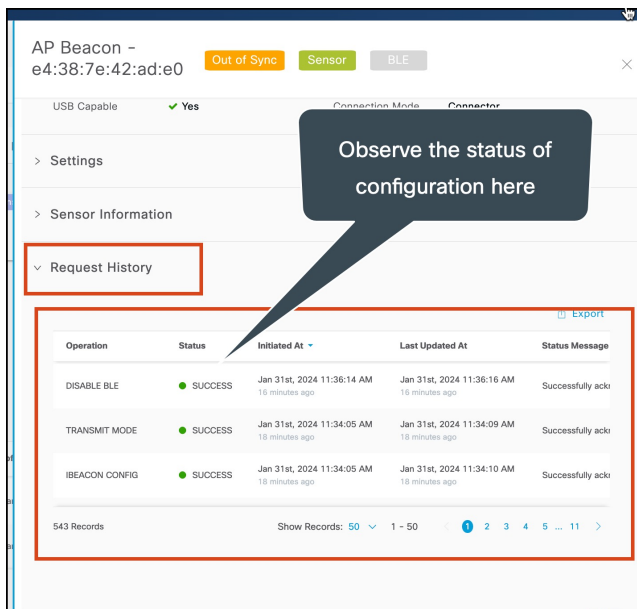 AP Beacon -
e4:38:7e:42:ad:e0
Out of Sync
Sensor
BLE
USB Capable Yes Connection Mode Connector
Observe the status of
configuration here
Settings
Sensor Information
Request History
Export
Operation Status Initiated At Last Updated At Status Message
DISABLE BLE SUCCESS Jan 31st, 2024 11:36:14 AM Jan 31st, 2024 11:36:16 AM Successfully ackn
16 minutes ago 16 minutes ago
TRANSMIT MODE SUCCESS Jan 31st, 2024 11:34:05 AM Jan 31st, 2024 11:34:09 AM Successfully ackn
18 minutes ago 18 minutes ago
IBEACON CONFIG SUCCESS Jan 31st, 2024 11:34:05 AM Jan 31st, 2024 11:34:10 AM Successfully ackn
18 minutes ago 18 minutes ago
543 Records Show Records: 50 1 - 50 1 2 3 4 5 ... 11